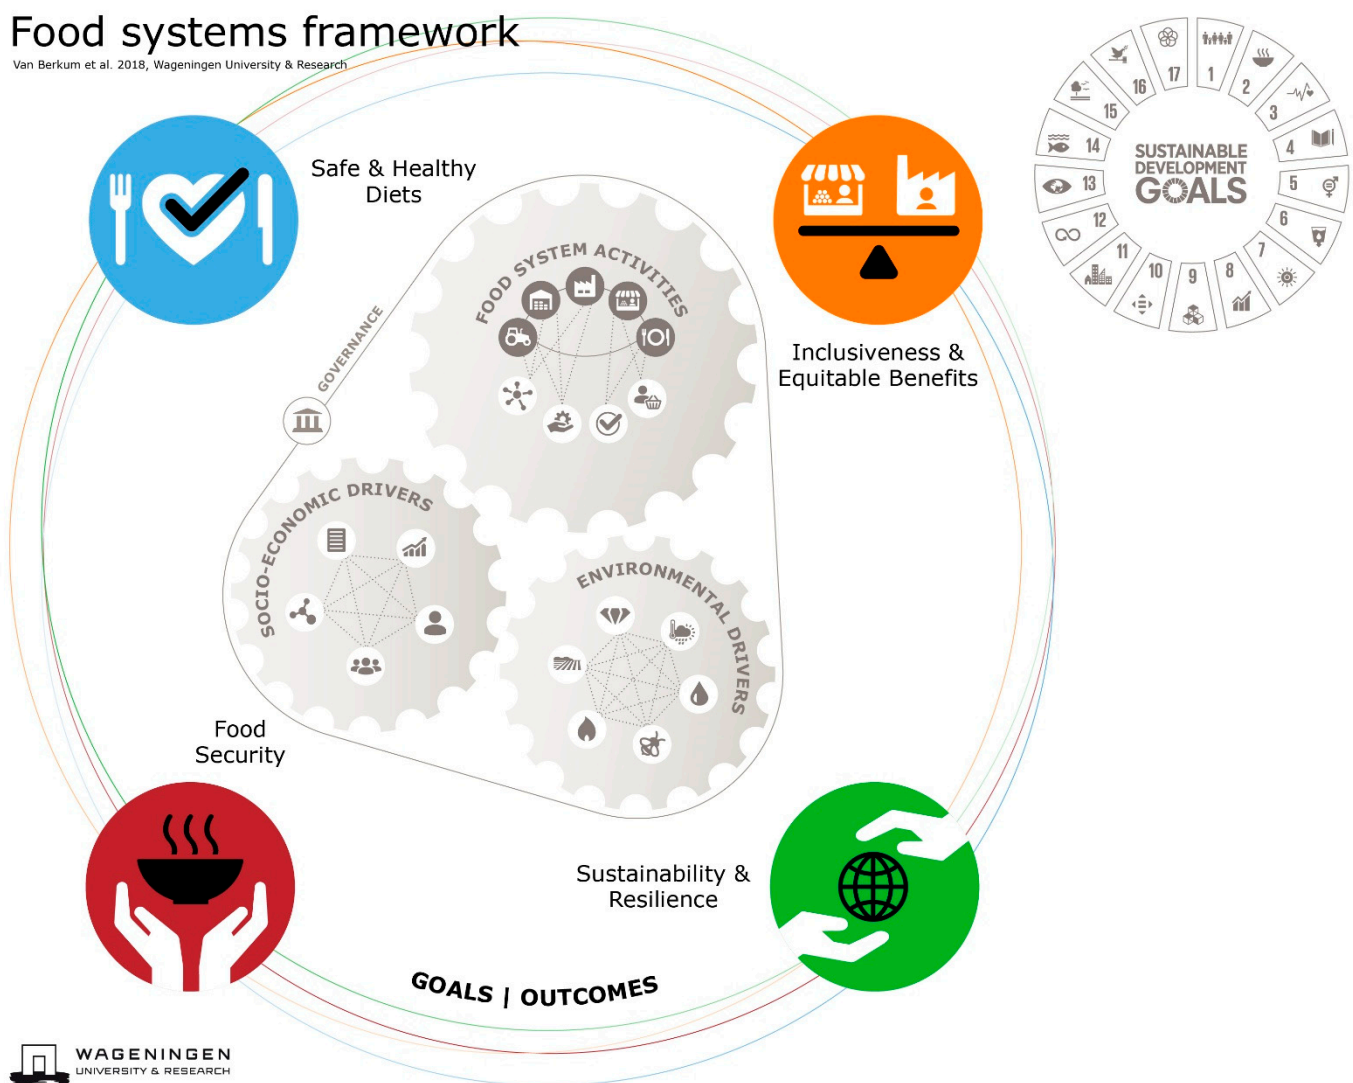 Food systems framework
Van Berkum et al. 2018, Wageningen University & Research
Safe & Healthy
Diets
Inclusiveness &
Equitable Benefits
GOVERNANCE
FOOD SYSTEM ACTIVITIES
SOCIO-ECONOMIC DRIVERS
ENVIRONMENTAL DRIVERS
Food
Security
Sustainability &
Resilience
GOALS | OUTCOMES
SUSTAINABLE
DEVELOPMENT
GOALS
1
2
3
4
5
6
7
8
9
10
11
12
13
14
15
16
17
WAGENINGEN
UNIVERSITY & RESEARCH